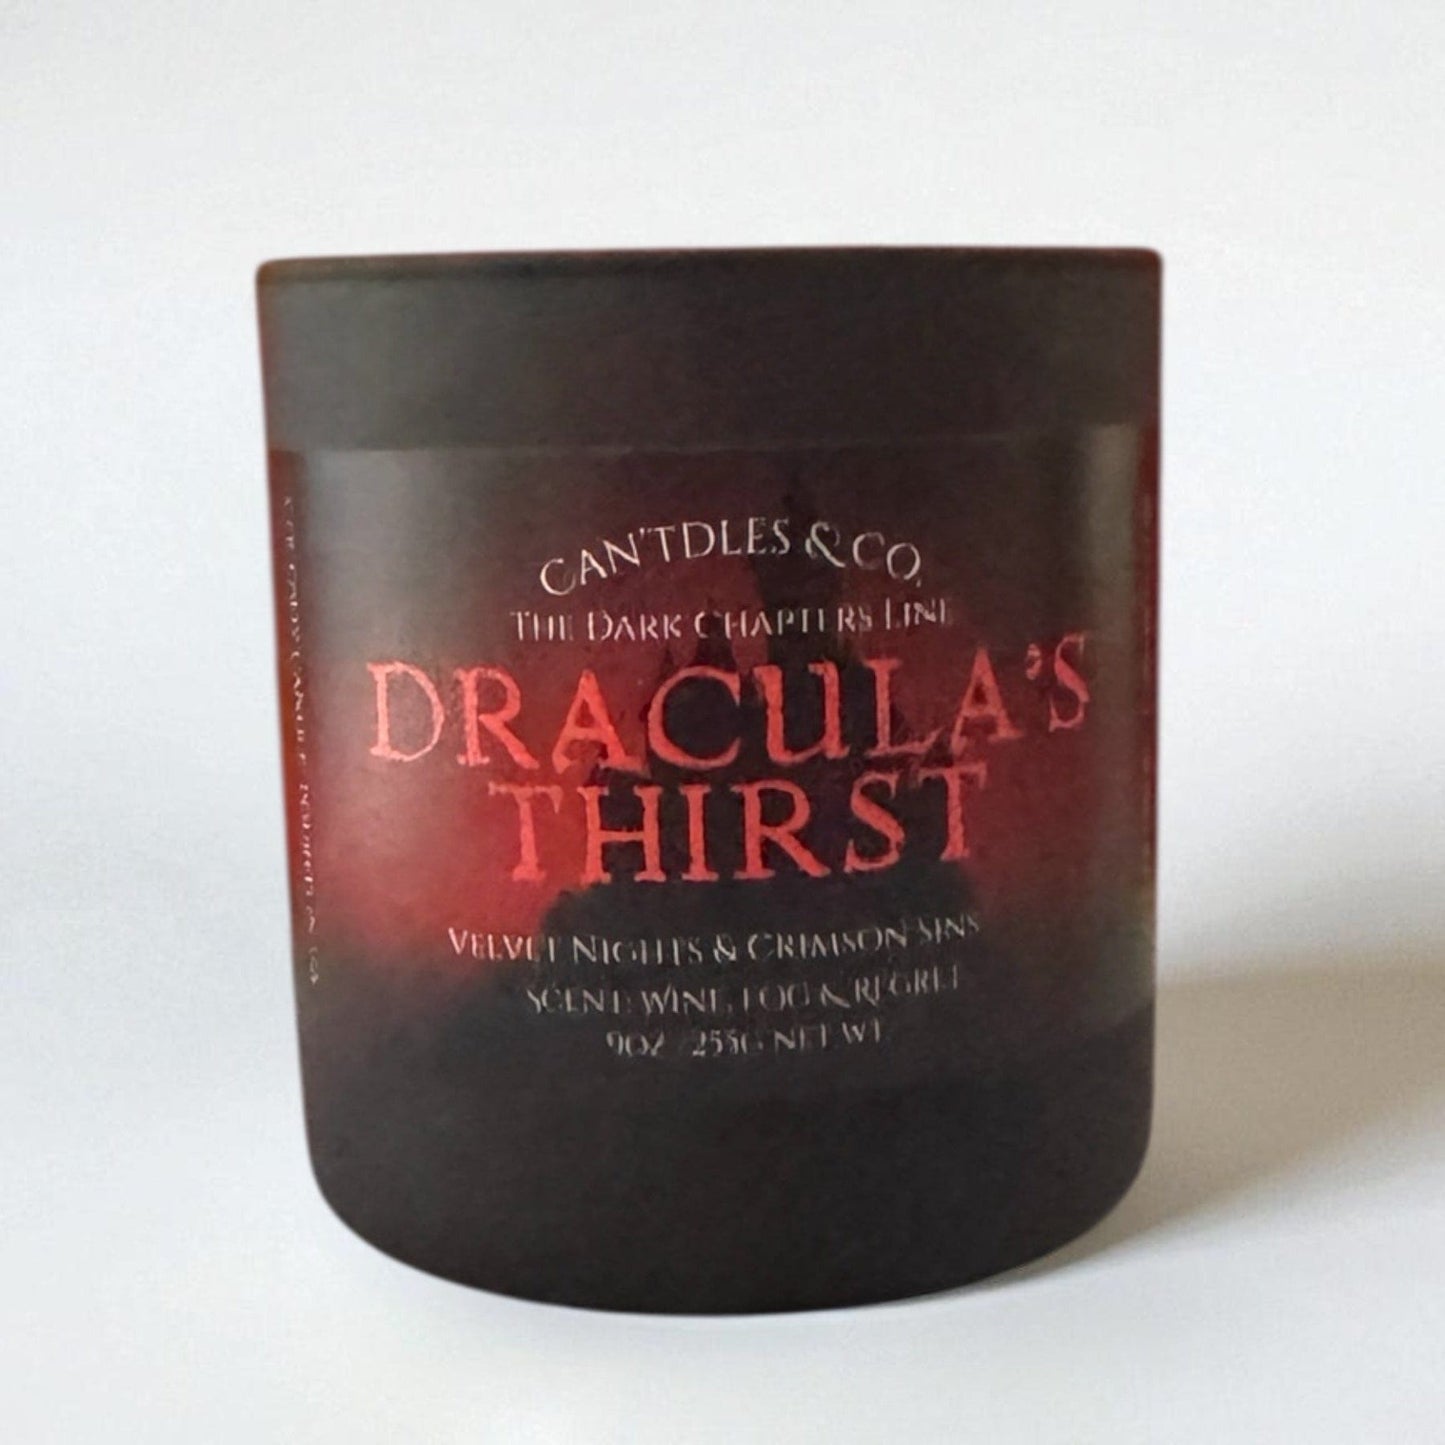 CAN'TDLES & CO.
THE DARK CHAPTERS LINE
DRACULA'S
THIRST
VELVET NIGHTS & CRIMSON SINS
SCENT: WINE, FOG & REGRET
9OZ / 255G NET WT